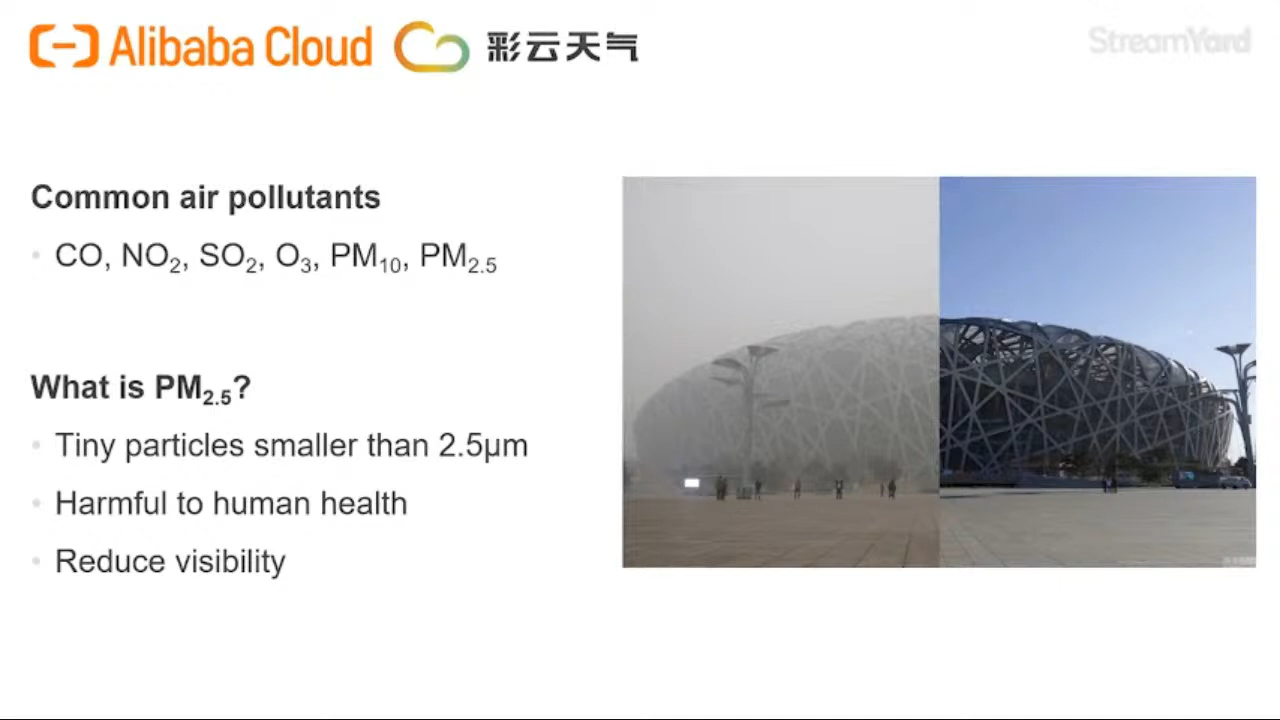 Alibaba Cloud 彩云天气
StreamYard
Common air pollutants
• CO, NO₂, SO₂, O₃, PM₁₀, PM₂.₅
What is PM₂.₅?
• Tiny particles smaller than 2.5μm
• Harmful to human health
• Reduce visibility